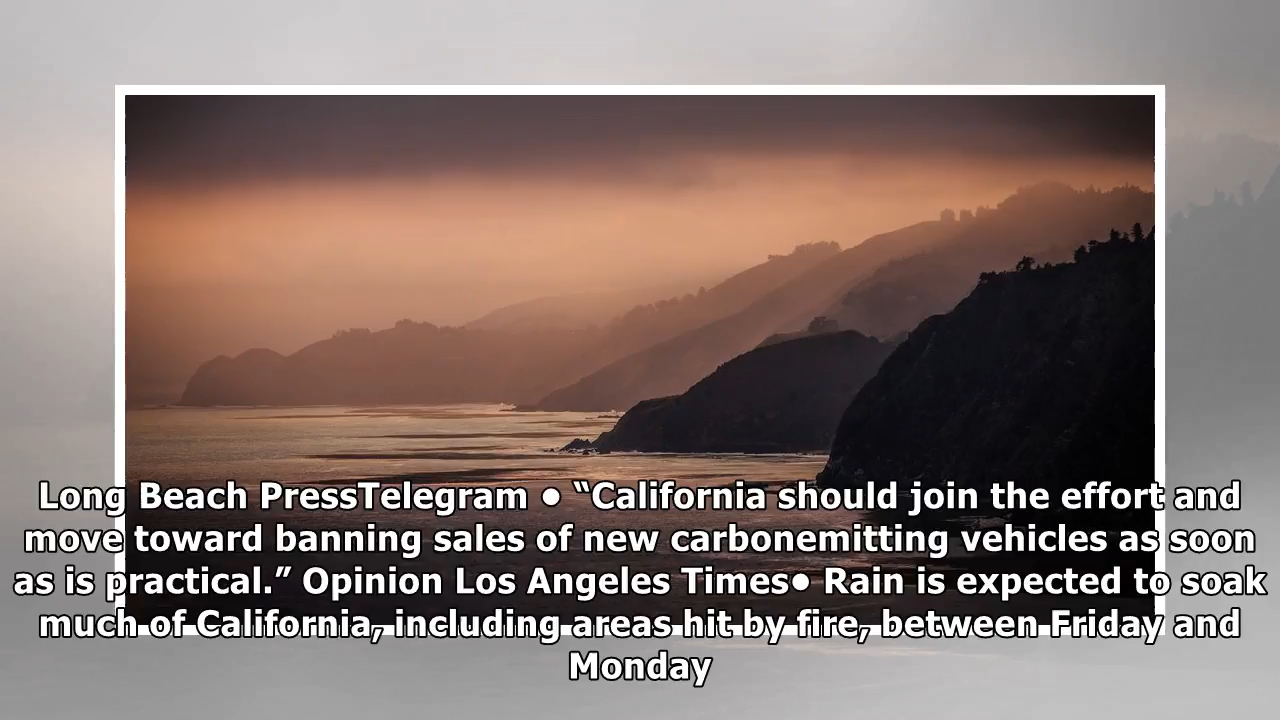 Long Beach PressTelegram ● “California should join the effort and
move toward banning sales of new carbonemitting vehicles as soon
as is practical.” Opinion Los Angeles Times● Rain is expected to soak
much of California, including areas hit by fire, between Friday and
Monday